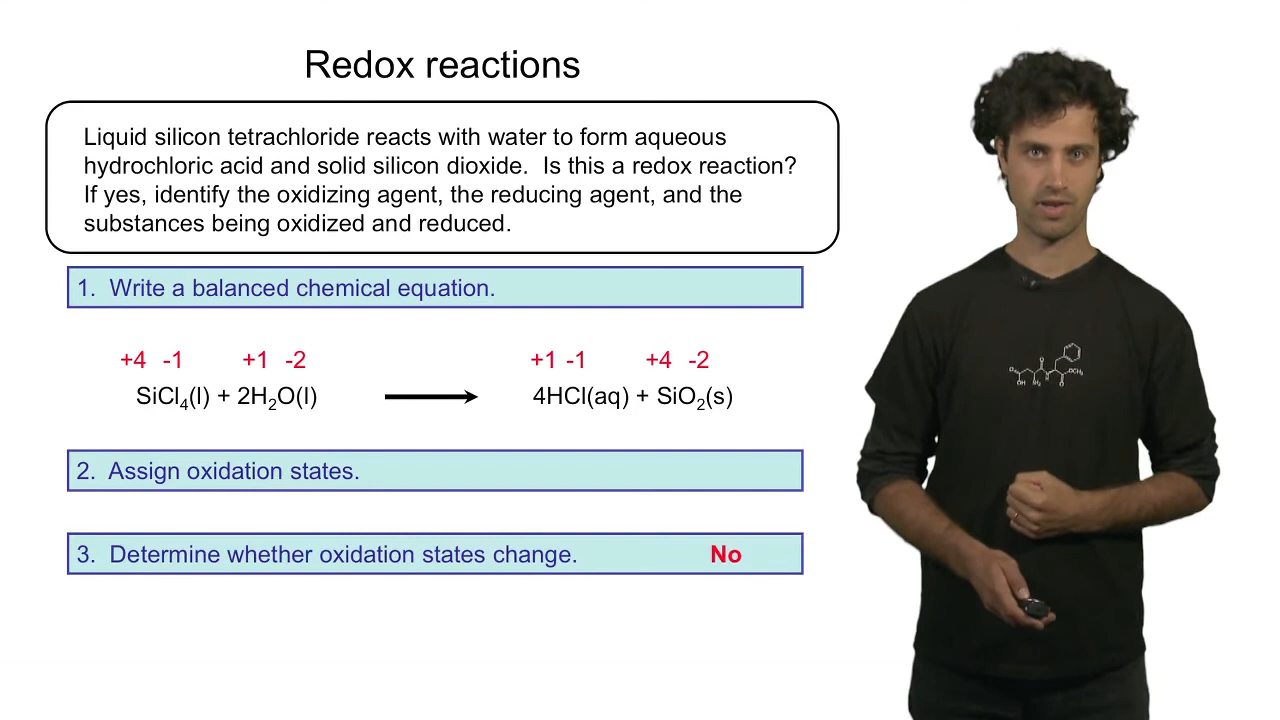 Redox reactions
Liquid silicon tetrachloride reacts with water to form aqueous
hydrochloric acid and solid silicon dioxide.  Is this a redox reaction?
If yes, identify the oxidizing agent, the reducing agent, and the
substances being oxidized and reduced.
1.  Write a balanced chemical equation.
+4 -1 +1 -2 +1 -1 +4 -2
SiCl₄(l) + 2H₂O(l) ⟶ 4HCl(aq) + SiO₂(s)
2.  Assign oxidation states.
3.  Determine whether oxidation states change. No